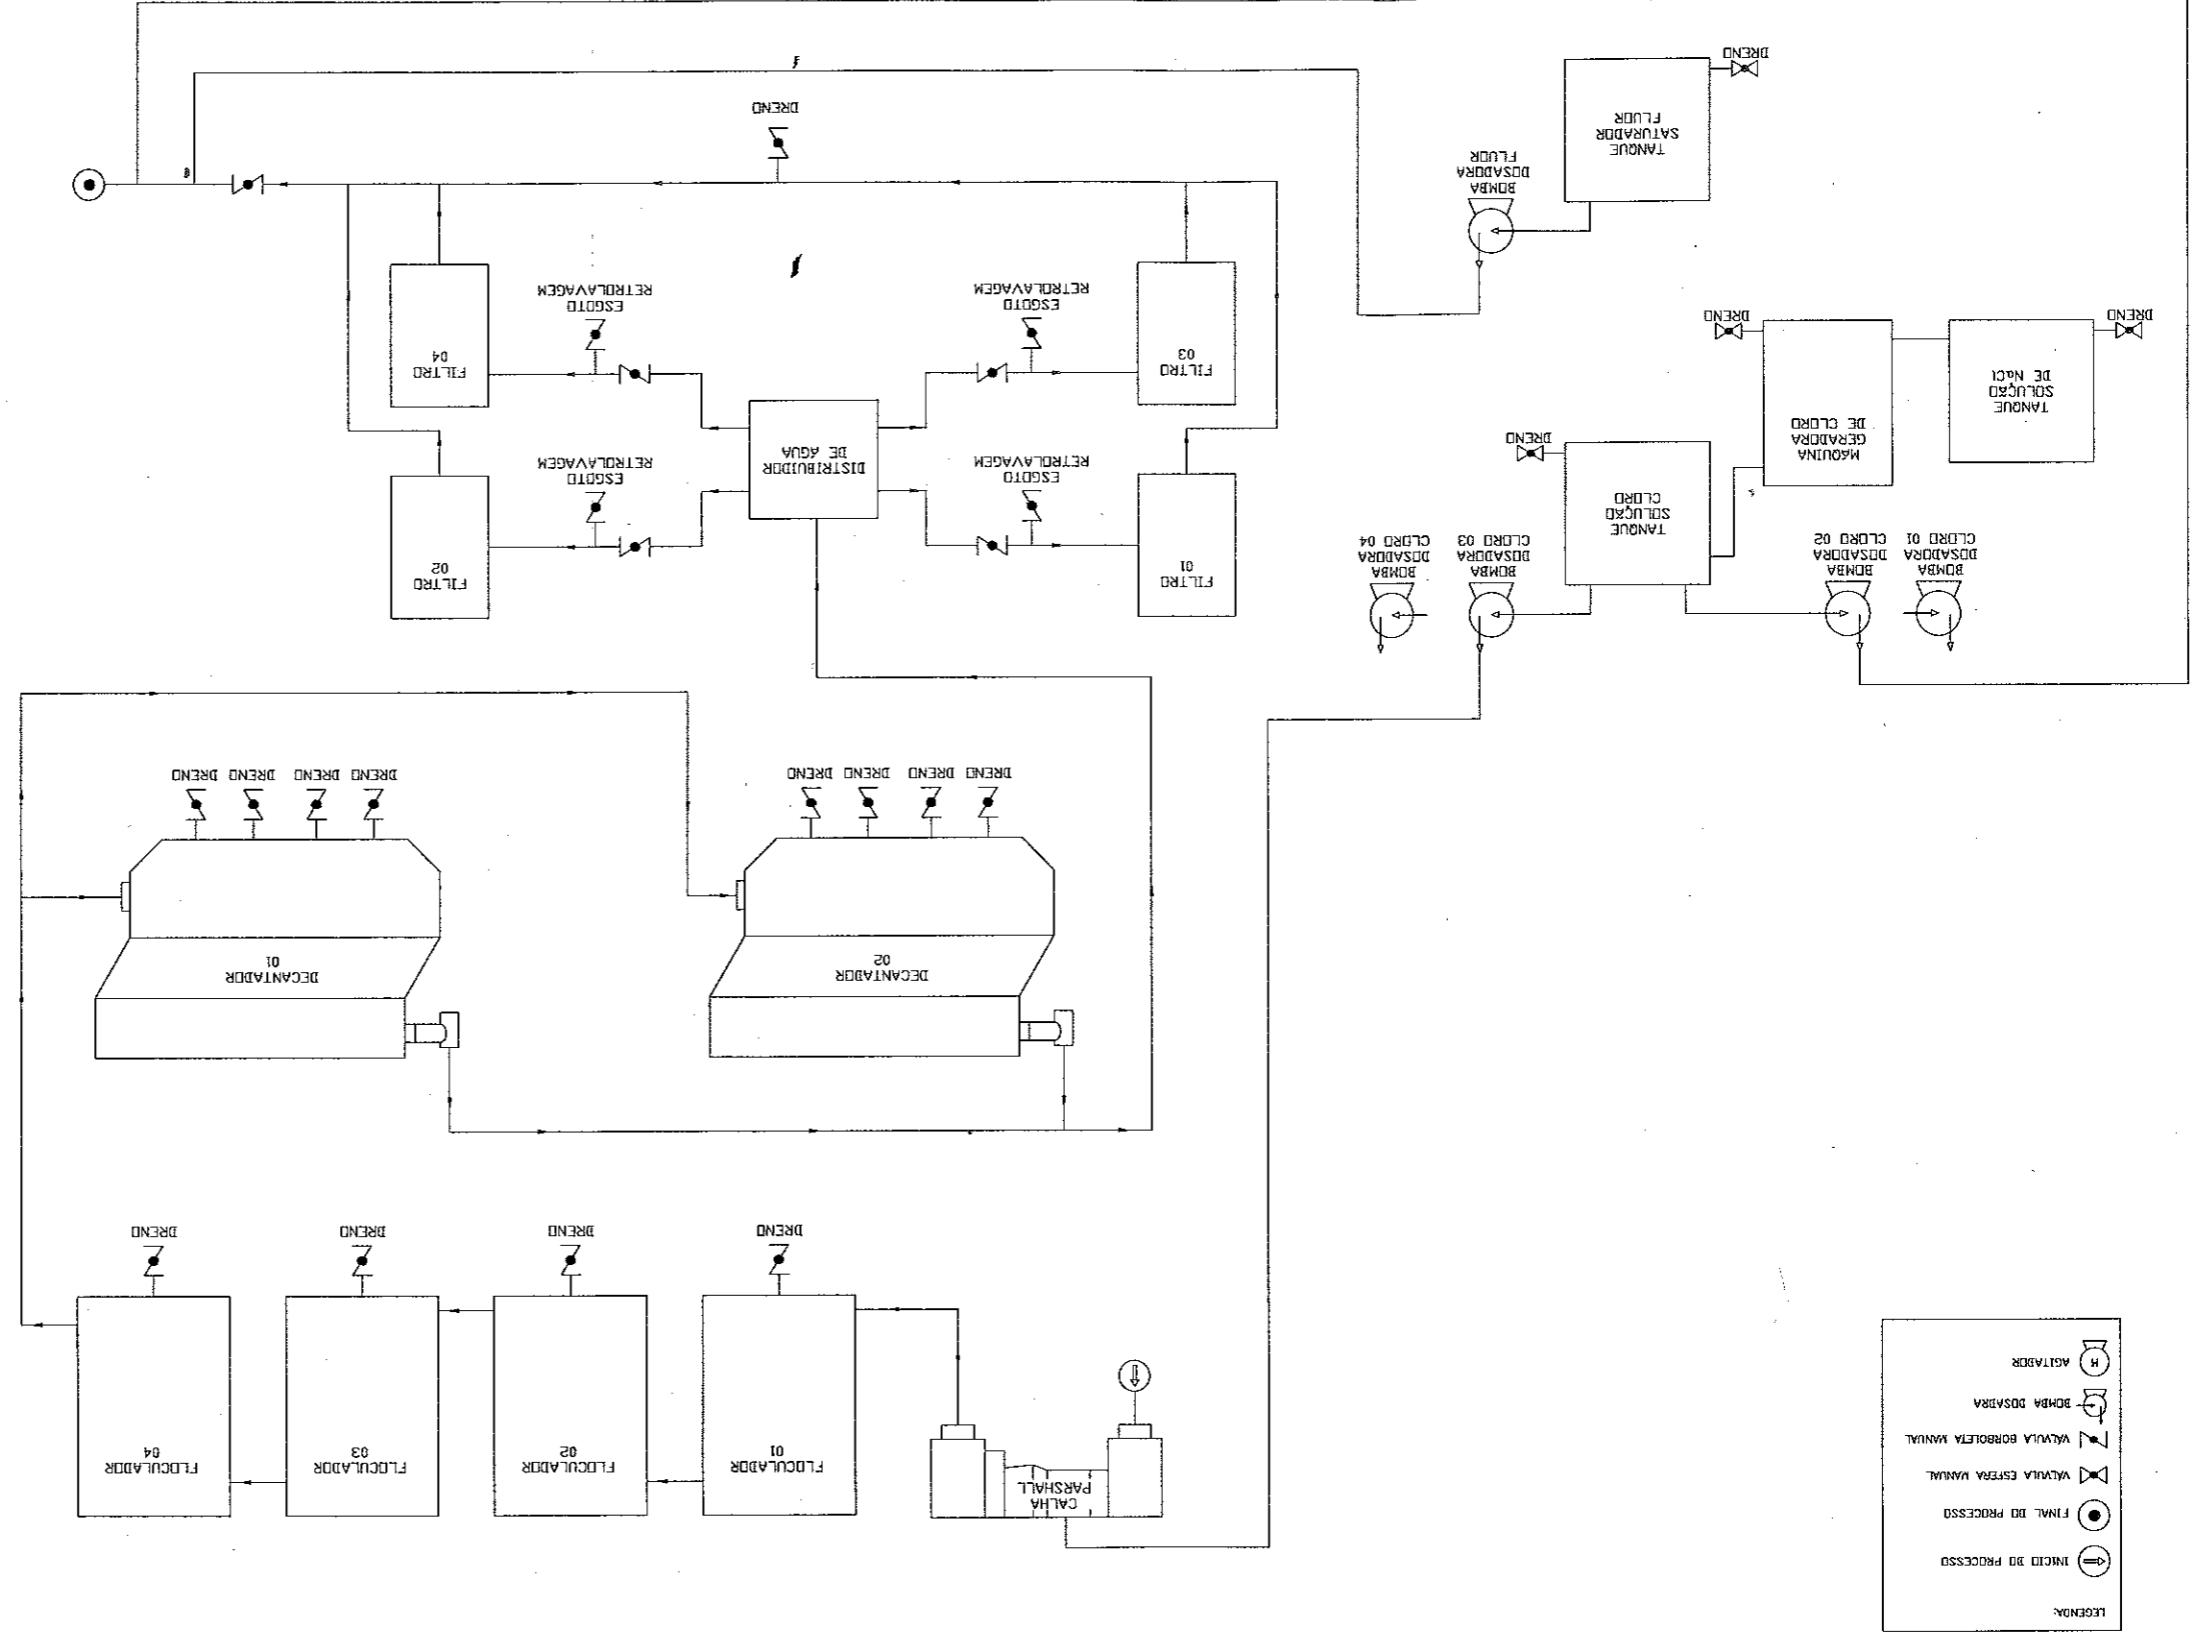 LEGENDA:
INICIO DO PROCESSO
FINAL DO PROCESSO
VÁLVULA ESFERA MANUAL
VÁLVULA BORBOLETA MANUAL
BOMBA DOSADRA
M
AGITADOR
CALHA
PARSHALL
FLOCULADOR
01
FLOCULADOR
02
FLOCULADOR
03
FLOCULADOR
04
DRENO
DRENO
DRENO
DRENO
DECANTADOR
02
DECANTADOR
01
DRENO
DRENO
DRENO
DRENO
DRENO
DRENO
DRENO
DRENO
BOMBA
DOSADORA
CLORO 01
BOMBA
DOSADORA
CLORO 02
BOMBA
DOSADORA
CLORO 03
BOMBA
DOSADORA
CLORO 04
TANQUE
SOLUÇÃO
CLORO
DRENO
MAQUINA
GERADORA
DE CLORO
DRENO
TANQUE
SOLUÇÃO
DE NaCl
DRENO
FILTRO
01
FILTRO
02
ESGOTO
RETROLAVAGEM
ESGOTO
RETROLAVAGEM
DISTRIBUIDOR
DE AGUA
FILTRO
03
FILTRO
04
ESGOTO
RETROLAVAGEM
ESGOTO
RETROLAVAGEM
BOMBA
DOSADORA
FLUOR
TANQUE
SATURADOR
FLUOR
DRENO
DRENO